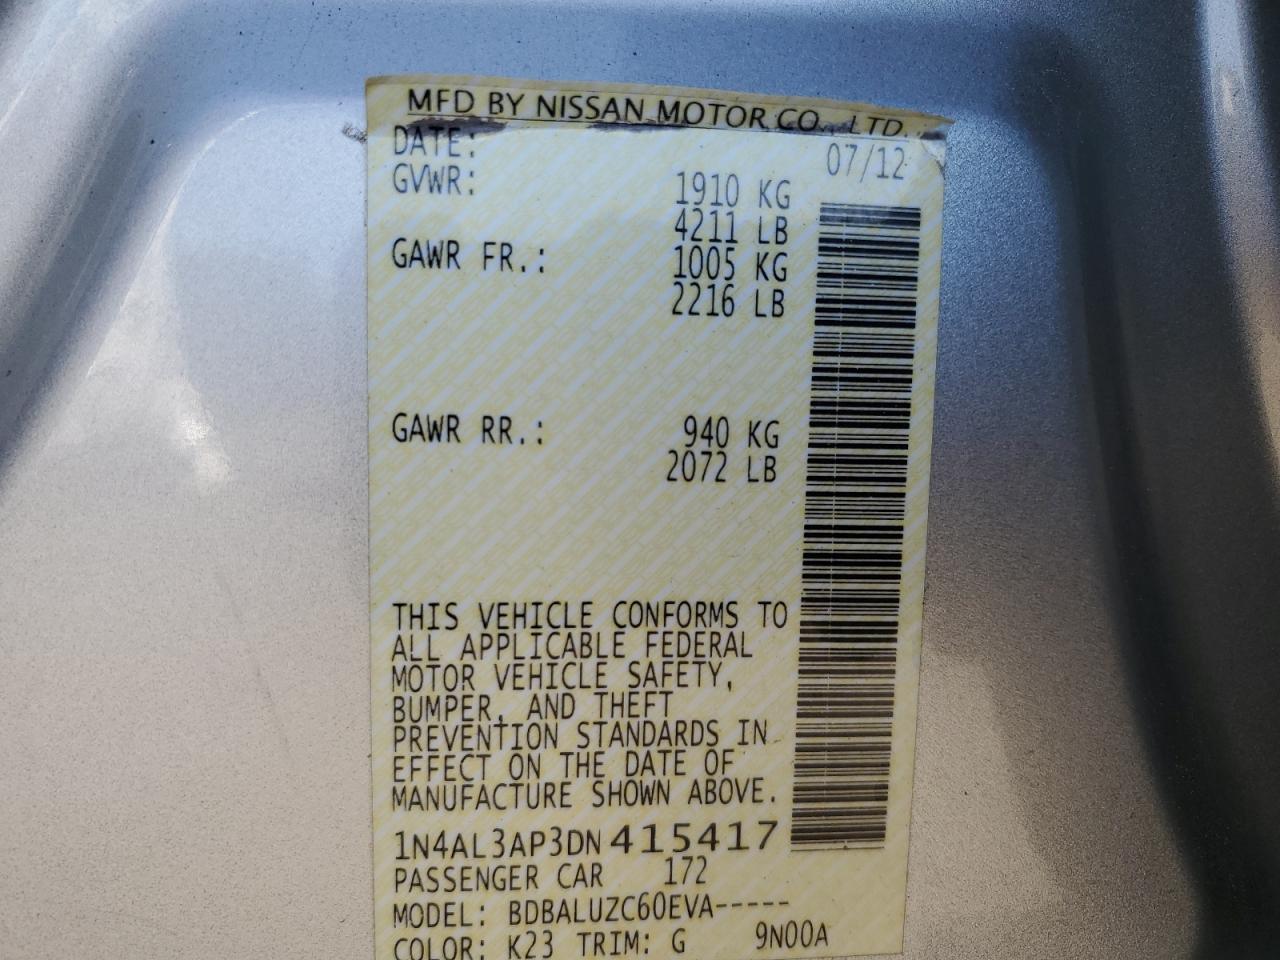 MFD BY NISSAN MOTOR CO., LTD.
DATE: 07/12
GVWR: 1910 KG
4211 LB
GAWR FR.: 1005 KG
2216 LB
GAWR RR.: 940 KG
2072 LB
THIS VEHICLE CONFORMS TO
ALL APPLICABLE FEDERAL
MOTOR VEHICLE SAFETY,
BUMPER, AND THEFT
PREVENTION STANDARDS IN
EFFECT ON THE DATE OF
MANUFACTURE SHOWN ABOVE.
1N4AL3AP3DN415417
PASSENGER CAR 172
MODEL: BDBALUZC60EVA-----
COLOR: K23 TRIM: G 9N00A